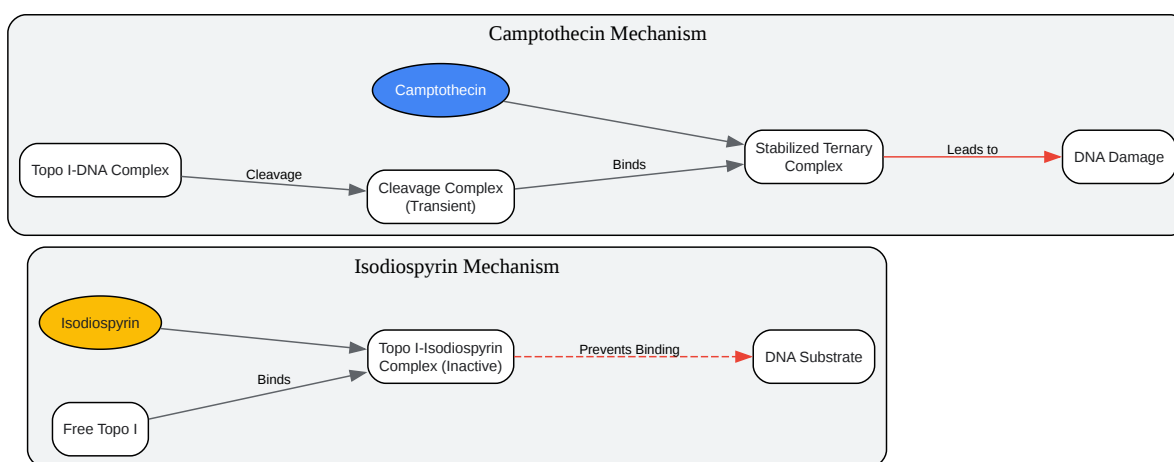 Camptothecin Mechanism
Camptothecin
Topo I-DNA Complex
Cleavage
Cleavage Complex
(Transient)
Binds
Stabilized Ternary
Complex
Leads to
DNA Damage
Isodiospyrin Mechanism
Isodiospyrin
Free Topo I
Binds
Topo I-Isodiospyrin
Complex (Inactive)
Prevents Binding
DNA Substrate